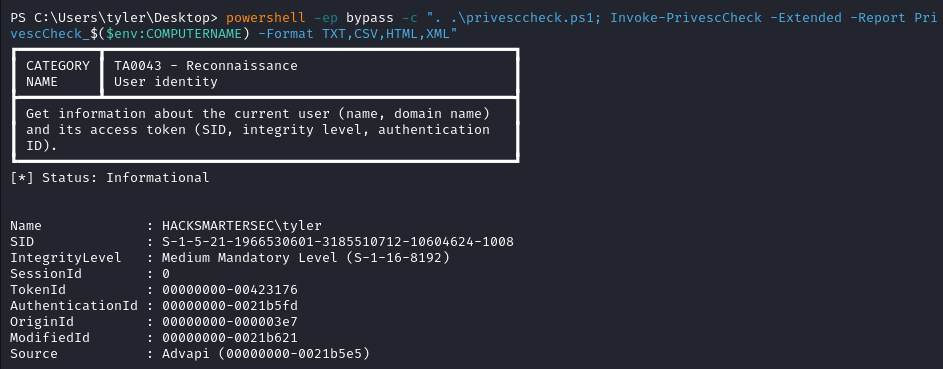 PS C:\Users\tyler\Desktop> powershell -ep bypass -c ". .\privesccheck.ps1; Invoke-PrivescCheck -Extended -Report Pri
vescCheck_$($env:COMPUTERNAME) -Format TXT,CSV,HTML,XML"
CATEGORY TA0043 - Reconnaissance
NAME User identity
Get information about the current user (name, domain name)
and its access token (SID, integrity level, authentication
ID).
[*] Status: Informational
Name : HACKSMARTERSEC\tyler
SID : S-1-5-21-1966530601-3185510712-10604624-1008
IntegrityLevel : Medium Mandatory Level (S-1-16-8192)
SessionId : 0
TokenId : 00000000-00423176
AuthenticationId : 00000000-0021b5fd
OriginId : 00000000-000003e7
ModifiedId : 00000000-0021b621
Source : Advapi (00000000-0021b5e5)